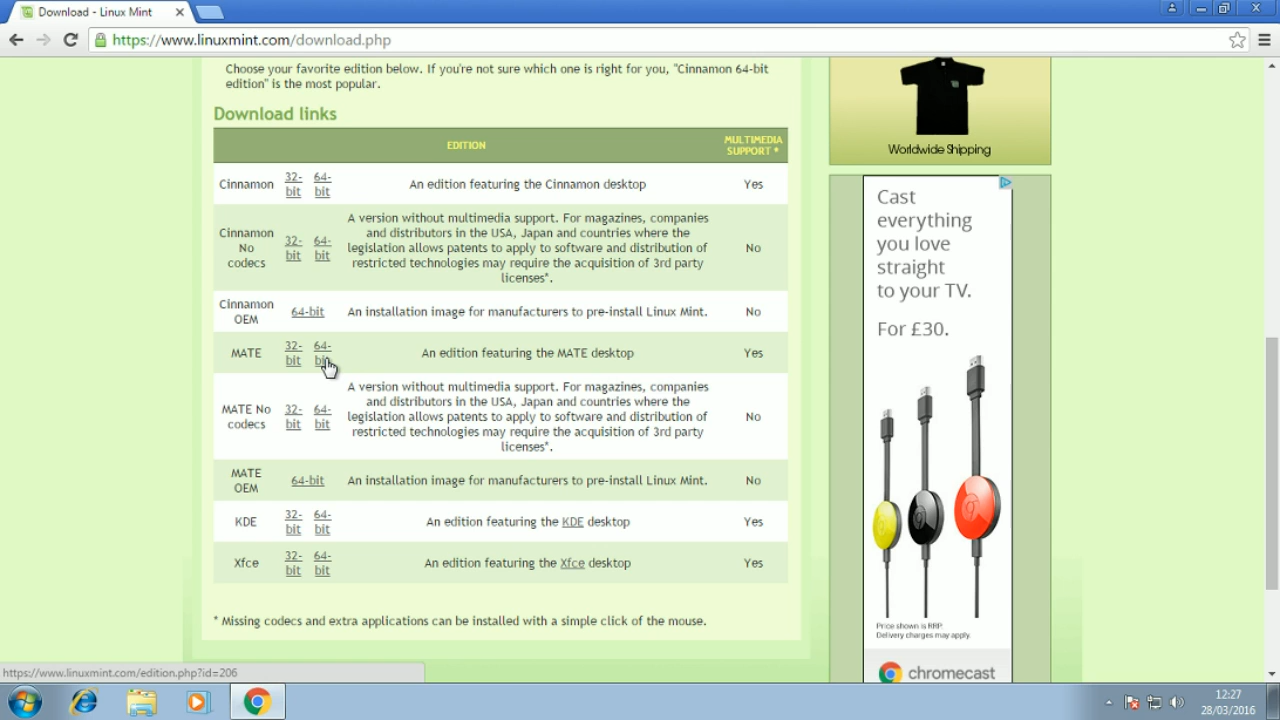 Download - Linux Mint
https://www.linuxmint.com/download.php
Choose your favorite edition below. If you're not sure which one is right for you, "Cinnamon 64-bit
edition" is the most popular.
Download links
EDITION
MULTIMEDIA
SUPPORT *
Cinnamon
32-
bit
64-
bit
An edition featuring the Cinnamon desktop
Yes
Cinnamon
No
codecs
32-
bit
64-
bit
A version without multimedia support. For magazines, companies
and distributors in the USA, Japan and countries where the
legislation allows patents to apply to software and distribution of
restricted technologies may require the acquisition of 3rd party
licenses*.
No
Cinnamon
OEM
64-bit
An installation image for manufacturers to pre-install Linux Mint.
No
MATE
32-
bit
64-
bit
An edition featuring the MATE desktop
Yes
MATE No
codecs
32-
bit
64-
bit
A version without multimedia support. For magazines, companies
and distributors in the USA, Japan and countries where the
legislation allows patents to apply to software and distribution of
restricted technologies may require the acquisition of 3rd party
licenses*.
No
MATE
OEM
64-bit
An installation image for manufacturers to pre-install Linux Mint.
No
KDE
32-
bit
64-
bit
An edition featuring the KDE desktop
Yes
Xfce
32-
bit
64-
bit
An edition featuring the Xfce desktop
Yes
* Missing codecs and extra applications can be installed with a simple click of the mouse.
Worldwide Shipping
Cast
everything
you love
straight
to your TV.
For £30.
Price shown is RRP.
Delivery charges may apply.
chromecast
https://www.linuxmint.com/edition.php?id=206
12:27
28/03/2016